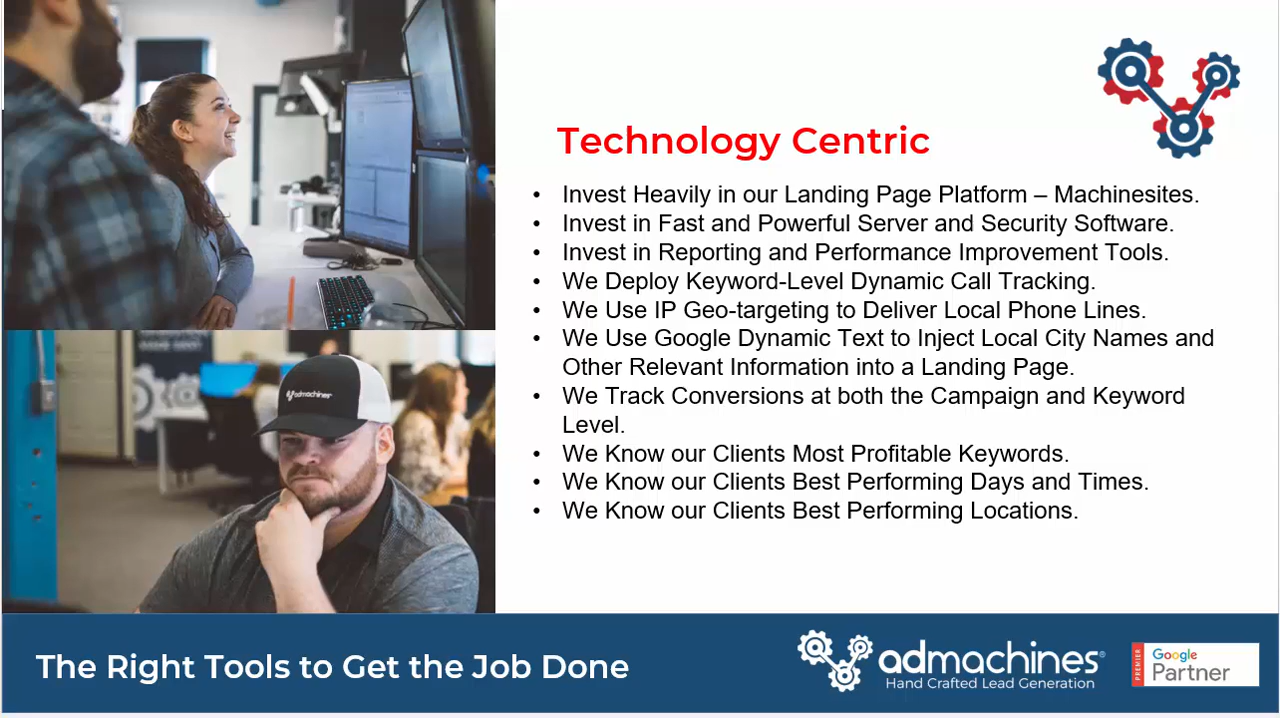 Technology Centric
• Invest Heavily in our Landing Page Platform – Machinesites.
• Invest in Fast and Powerful Server and Security Software.
• Invest in Reporting and Performance Improvement Tools.
• We Deploy Keyword-Level Dynamic Call Tracking.
• We Use IP Geo-targeting to Deliver Local Phone Lines.
• We Use Google Dynamic Text to Inject Local City Names and
Other Relevant Information into a Landing Page.
• We Track Conversions at both the Campaign and Keyword
Level.
• We Know our Clients Most Profitable Keywords.
• We Know our Clients Best Performing Days and Times.
• We Know our Clients Best Performing Locations.
admachines
The Right Tools to Get the Job Done
admachines®
Hand Crafted Lead Generation
PREMIER
Google
Partner